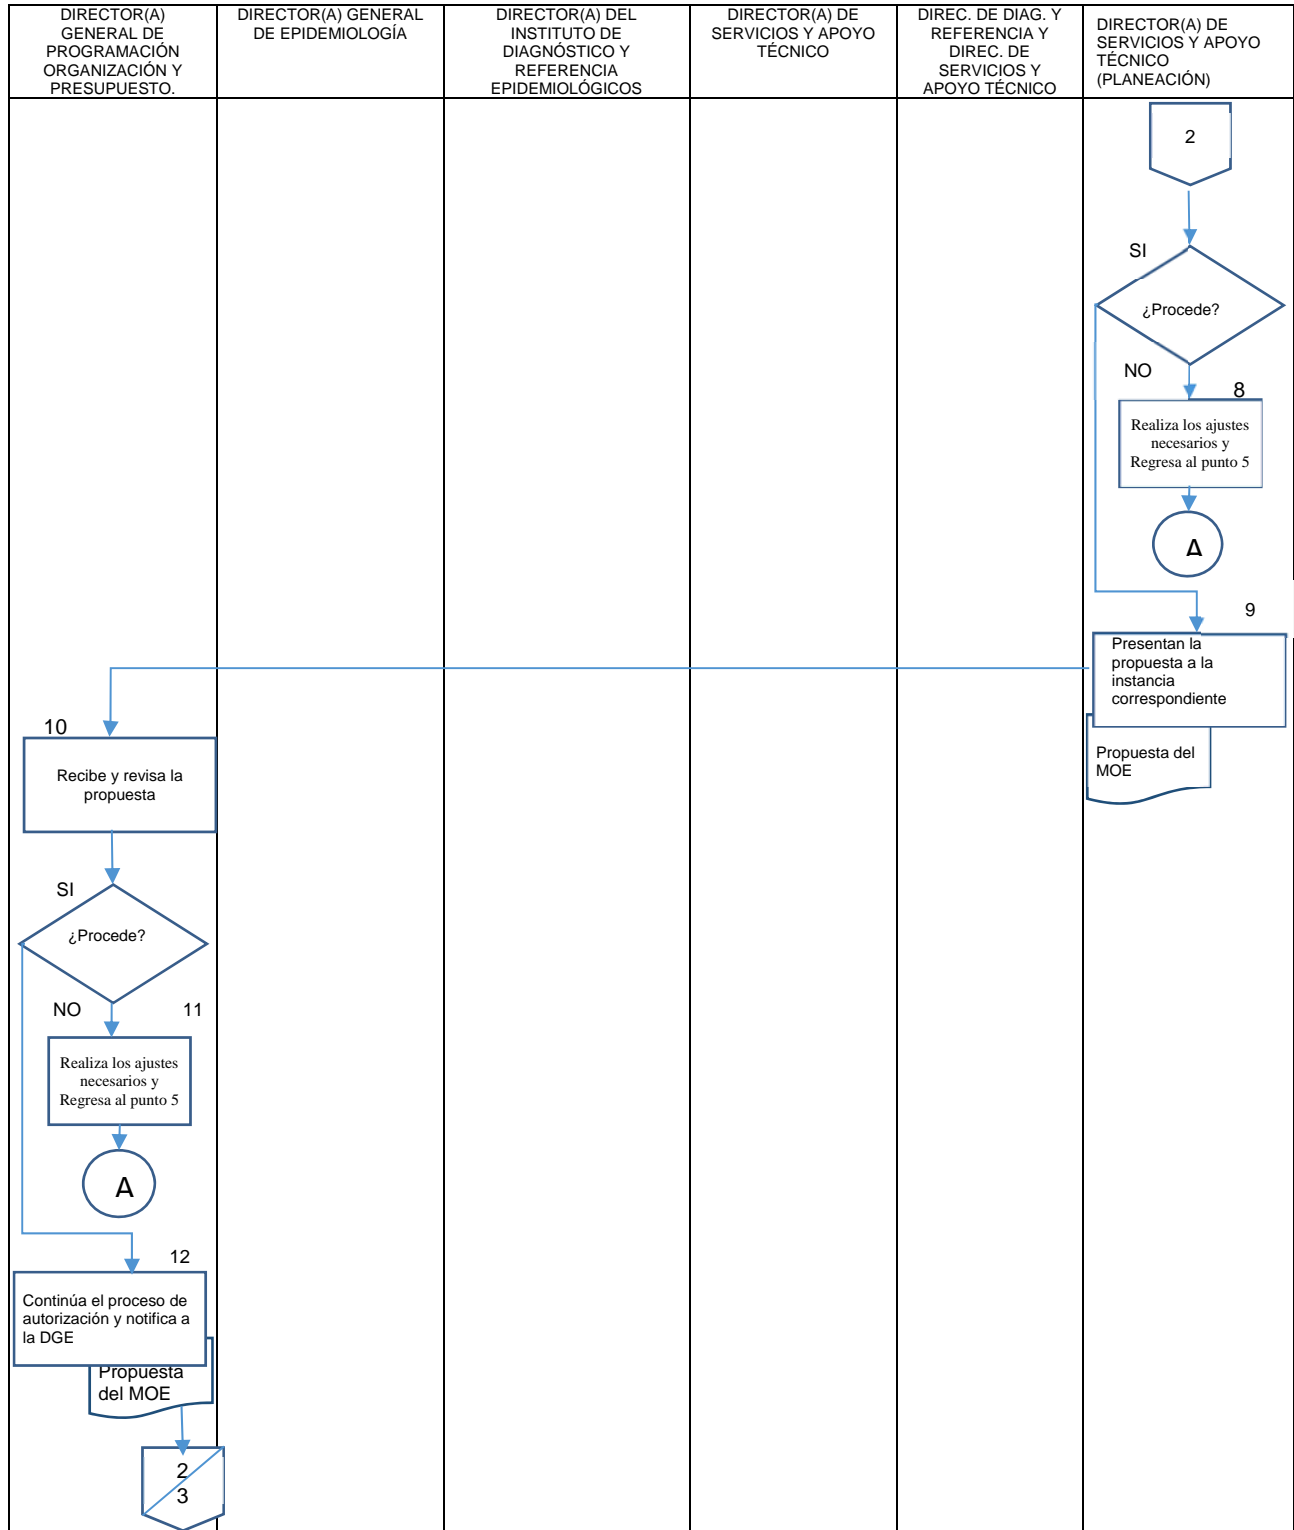 DIRECTOR(A)
GENERAL DE
PROGRAMACIÓN
ORGANIZACIÓN Y
PRESUPUESTO.
DIRECTOR(A) GENERAL
DE EPIDEMIOLOGÍA
DIRECTOR(A) DEL
INSTITUTO DE
DIAGNÓSTICO Y
REFERENCIA
EPIDEMIOLÓGICOS
DIRECTOR(A) DE
SERVICIOS Y APOYO
TÉCNICO
DIREC. DE DIAG. Y
REFERENCIA Y
DIREC. DE
SERVICIOS Y
APOYO TÉCNICO
DIRECTOR(A) DE
SERVICIOS Y APOYO
TÉCNICO
(PLANEACIÓN)
2
SI
¿Procede?
NO
8
Realiza los ajustes
necesarios y
Regresa al punto 5
A
9
Presentan la
propuesta a la
instancia
correspondiente
Propuesta del
MOE
10
Recibe y revisa la
propuesta
SI
¿Procede?
NO
11
Realiza los ajustes
necesarios y
Regresa al punto 5
A
12
Continúa el proceso de
autorización y notifica a
la DGE
Propuesta
del MOE
2
3